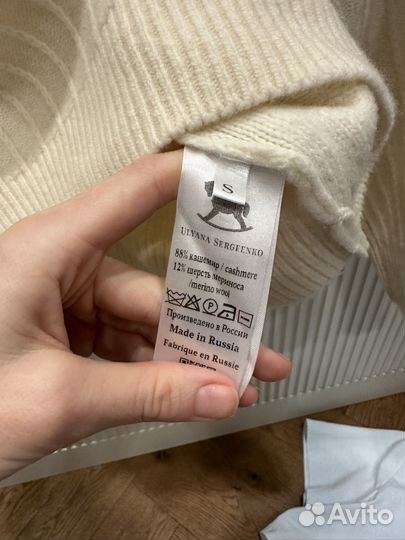 S
ULYANA SERGEENKO
88% кашемир / cashmere
12% шерсть мериноса
/merino wool
P
Произведено в России
Made in Russia
Fabrique en Russie
Avito